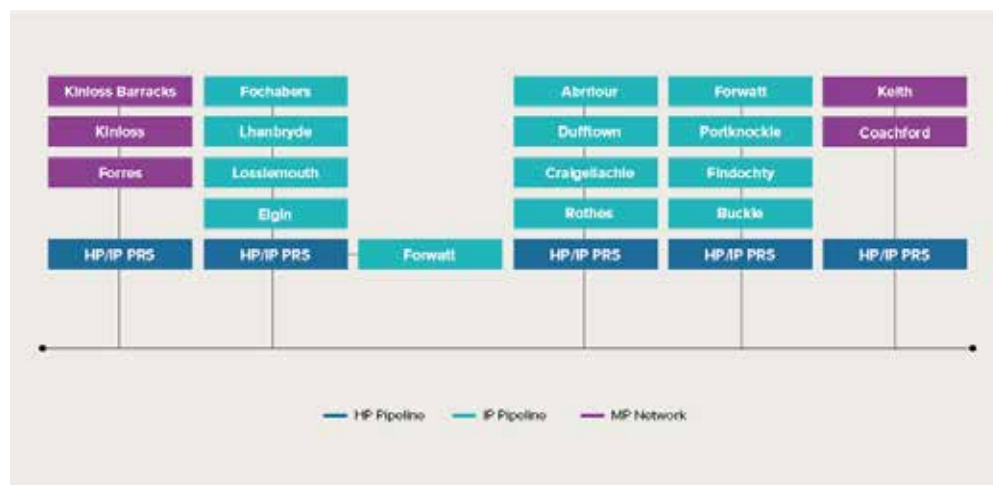 Kinloss Barracks
Fochabers
Aberlour
Forwatt
Keith
Kinloss
Lhanbryde
Dufftown
Portknockie
Coachford
Forres
Lossiemouth
Craigellachie
Findochty
Elgin
Rothes
Buckie
HP/IP PRS
HP/IP PRS
Forwatt
HP/IP PRS
HP/IP PRS
HP/IP PRS
HP Pipeline
IP Pipeline
MP Network